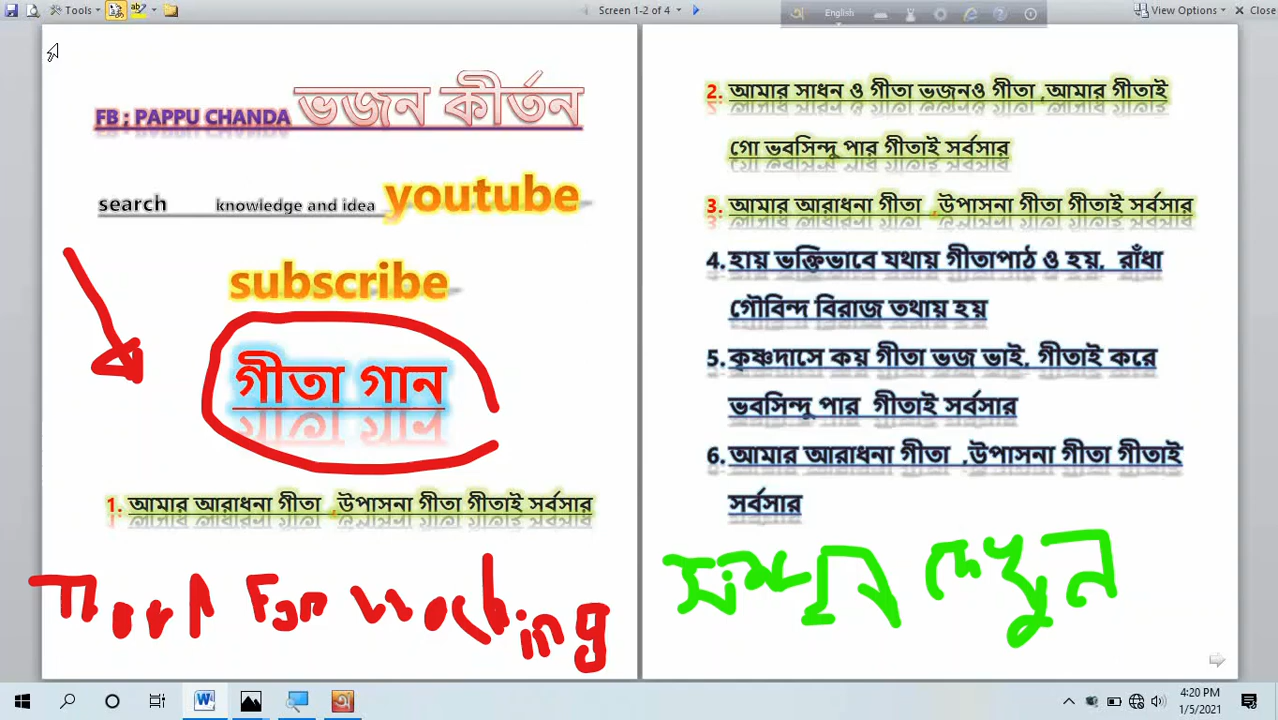 Tools
Screen 1-2 of 4
English
View Options
Close
FB : PAPPU CHANDA ভজন কীর্তন
search knowledge and idea youtube
subscribe
গীতা গান
1. আমার আরাধনা গীতা ,উপাসনা গীতা গীতাই সর্বসার
For waching
2. আমার সাধন ও গীতা ভজনও গীতা ,আমার গীতাই
গো ভবসিন্দু পার গীতাই সর্বসার
3. আমার আরাধনা গীতা ,উপাসনা গীতা গীতাই সর্বসার
4. হায় ভক্তিভাবে যথায় গীতাপাঠ ও হয়. রাঁধা
গৌবিন্দ বিরাজ তথায় হয়
5. কৃষ্ণদাসে কয় গীতা ভজ ভাই. গীতাই করে
ভবসিন্দু পার গীতাই সর্বসার
6. আমার আরাধনা গীতা ,উপাসনা গীতা গীতাই
সর্বসার
দেখুন
4:20 PM
1/5/2021